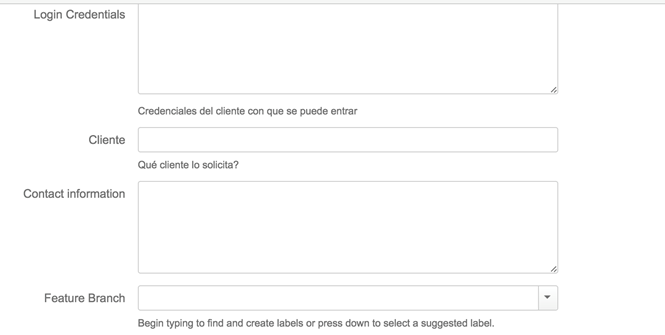 Login Credentials
Credenciales del cliente con que se puede entrar
Cliente
Qué cliente lo solicita?
Contact information
Feature Branch
Begin typing to find and create labels or press down to select a suggested label.